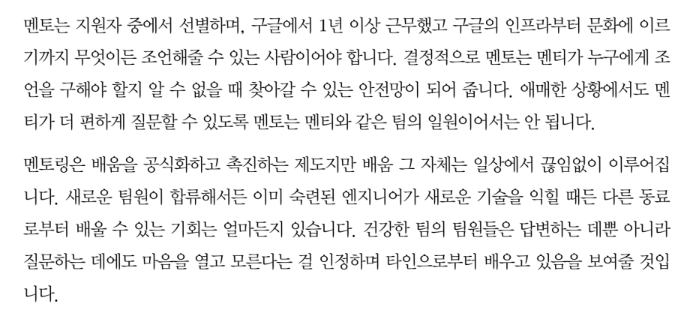 멘토는 지원자 중에서 선별하며, 구글에서 1년 이상 근무했고 구글의 인프라부터 문화에 이르
기까지 무엇이든 조언해줄 수 있는 사람이어야 합니다. 결정적으로 멘토는 멘티가 누구에게 조
언을 구해야 할지 알 수 없을 때 찾아갈 수 있는 안전망이 되어 줍니다. 애매한 상황에서도 멘
티가 더 편하게 질문할 수 있도록 멘토는 멘티와 같은 팀의 일원이어서는 안 됩니다.
멘토링은 배움을 공식화하고 촉진하는 제도지만 배움 그 자체는 일상에서 끊임없이 이루어집
니다. 새로운 팀원이 합류해서든 이미 숙련된 엔지니어가 새로운 기술을 익힐 때든 다른 동료
로부터 배울 수 있는 기회는 얼마든지 있습니다. 건강한 팀의 팀원들은 답변하는 데뿐 아니라
질문하는 데에도 마음을 열고 모른다는 걸 인정하며 타인으로부터 배우고 있음을 보여줄 것입
니다.